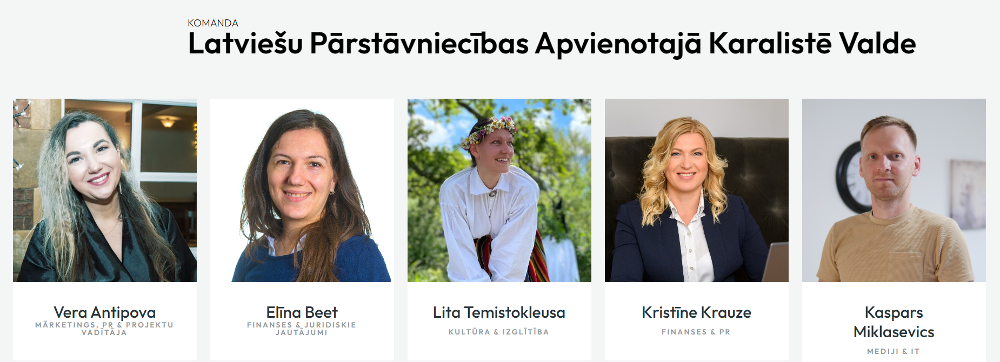 KOMANDA
Latviešu Pārstāvniecības Apvienotajā Karalistē Valde
Vera Antipova
MĀRKETINGS, PR & PROJEKTU
VADĪTĀJA
Elīna Beet
FINANSES & JURIDISKIE
JAUTĀJUMI
Lita Temistokleusa
KULTŪRA & IZGLĪTĪBA
Kristīne Krauze
FINANSES & PR
Kaspars
Miklasevics
MEDIJI & IT